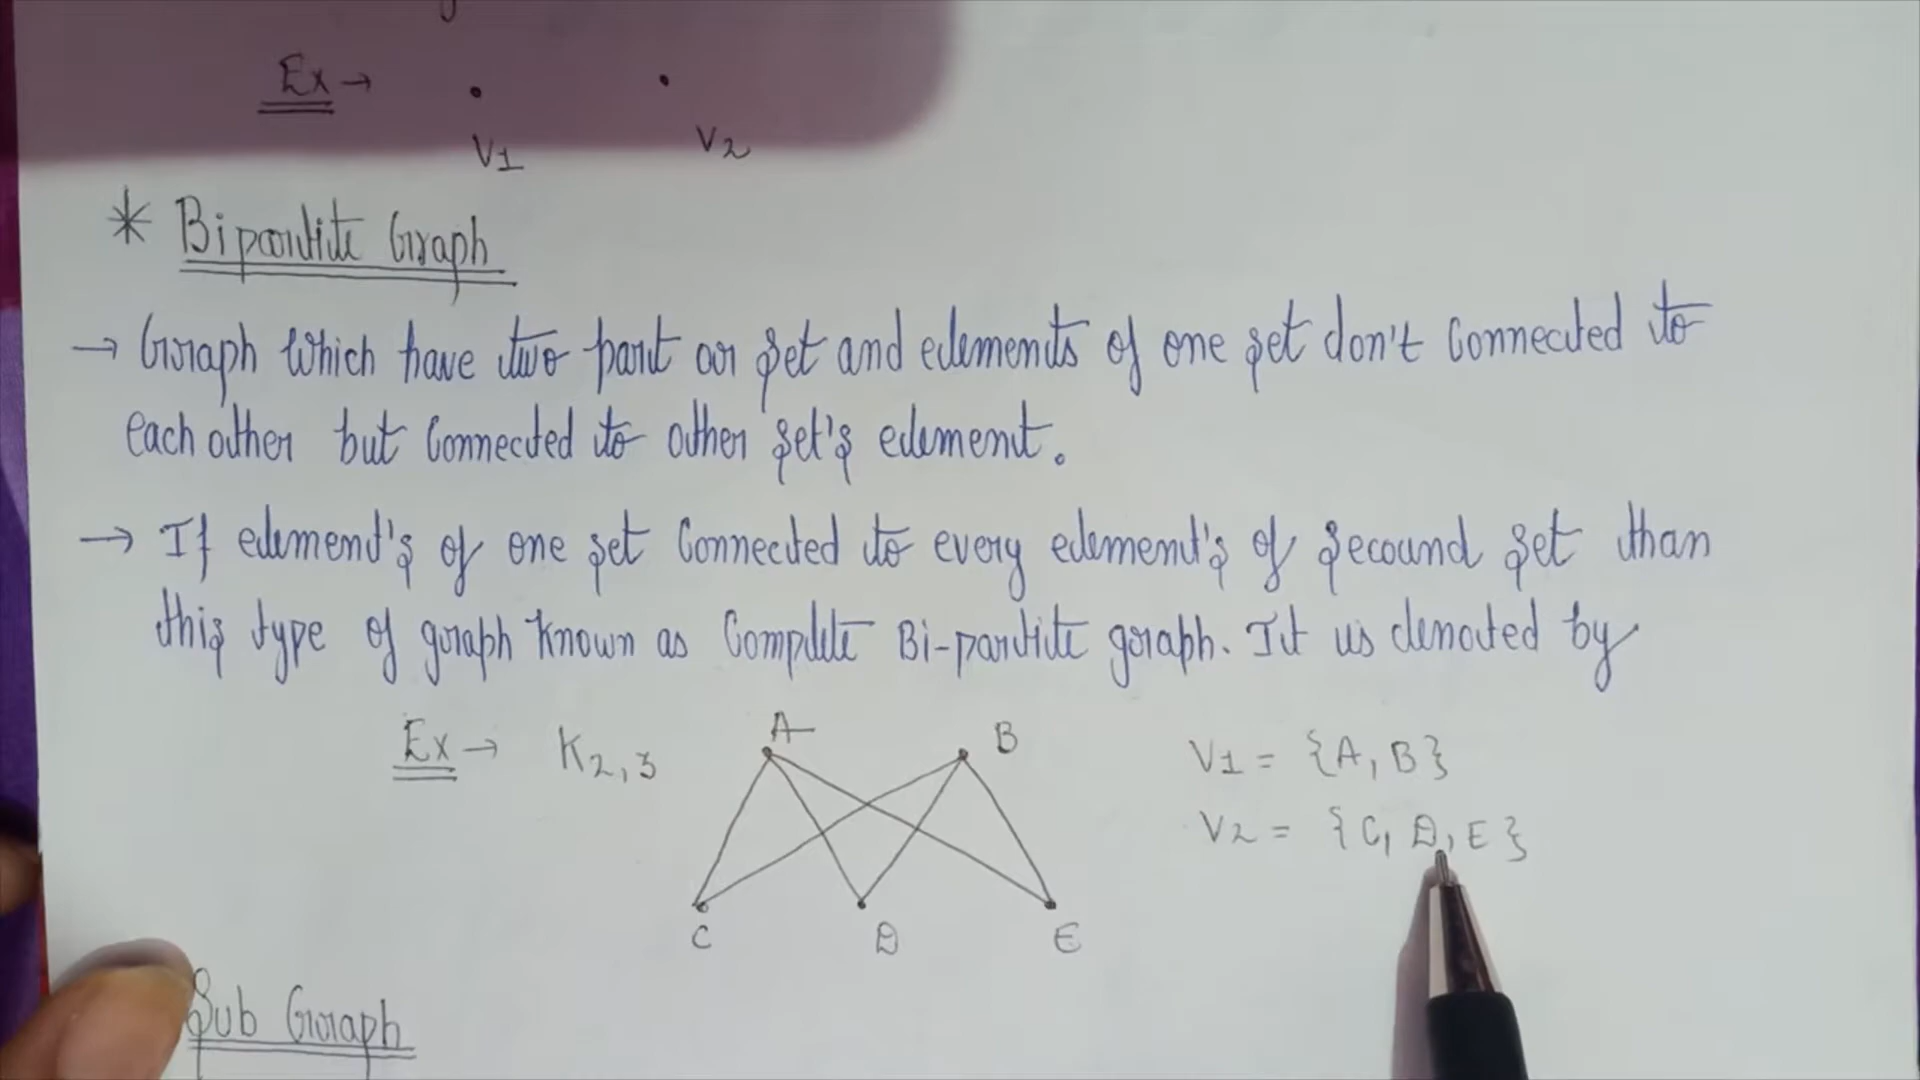 Ex →
V1 V2
* Bipartite Graph
→ Graph which have two part or set and elements of one set don't connected to
each other but connected to other set's element.
→ If element's of one set connected to every element's of secound set than
this type of graph known as Complete Bi-partite graph. It is denoted by
Ex → K2,3
A B
V1 = {A, B}
V2 = {C, D, E}
C D E
Sub Graph